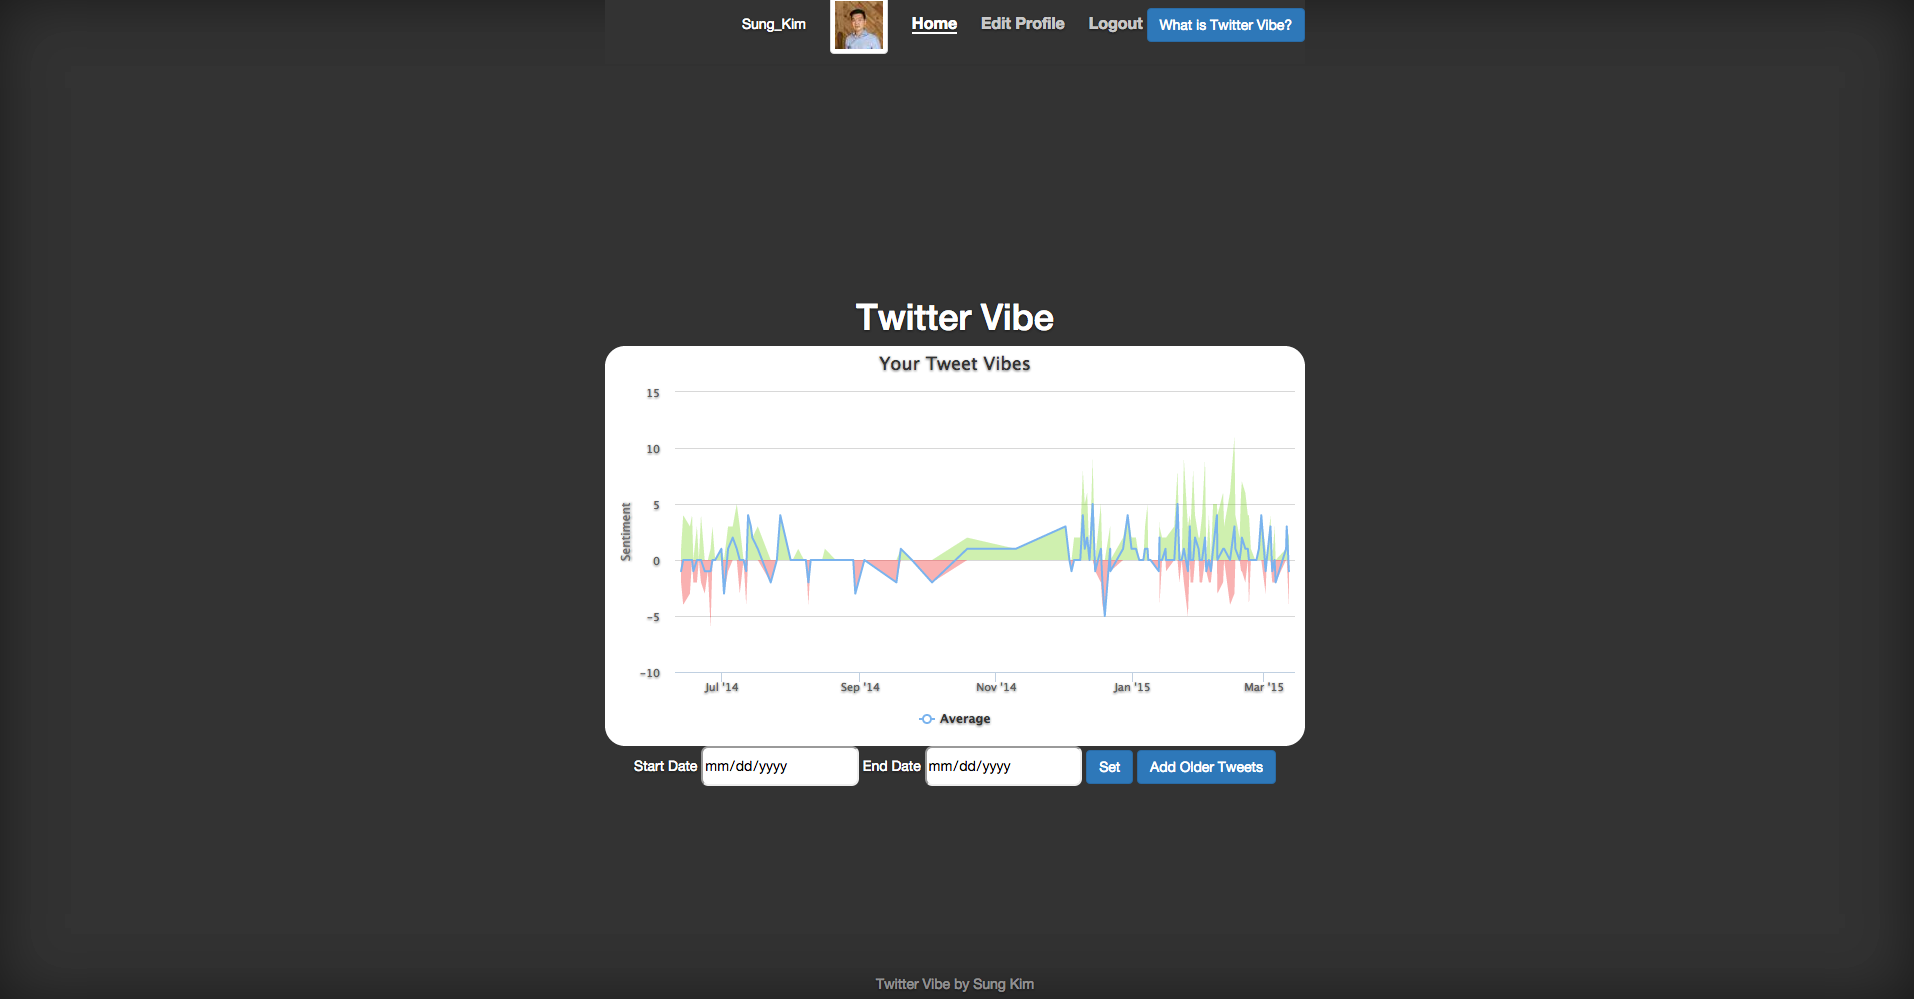 Sung_Kim Home Edit Profile Logout What is Twitter Vibe?
Twitter Vibe
Your Tweet Vibes
15
10
5
0
-5
-10
Sentiment
Jul '14 Sep '14 Nov '14 Jan '15 Mar '15
Average
Start Date mm/dd/yyyy End Date mm/dd/yyyy Set Add Older Tweets
Twitter Vibe by Sung Kim